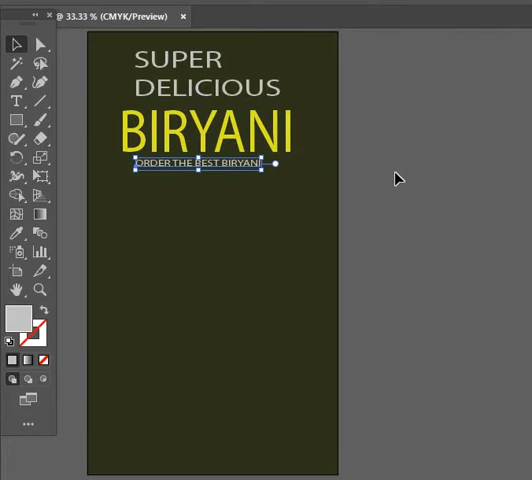 @ 33.33 % (CMYK/Preview) ×
SUPER
DELICIOUS
BIRYANI
ORDER THE BEST BIRYANI